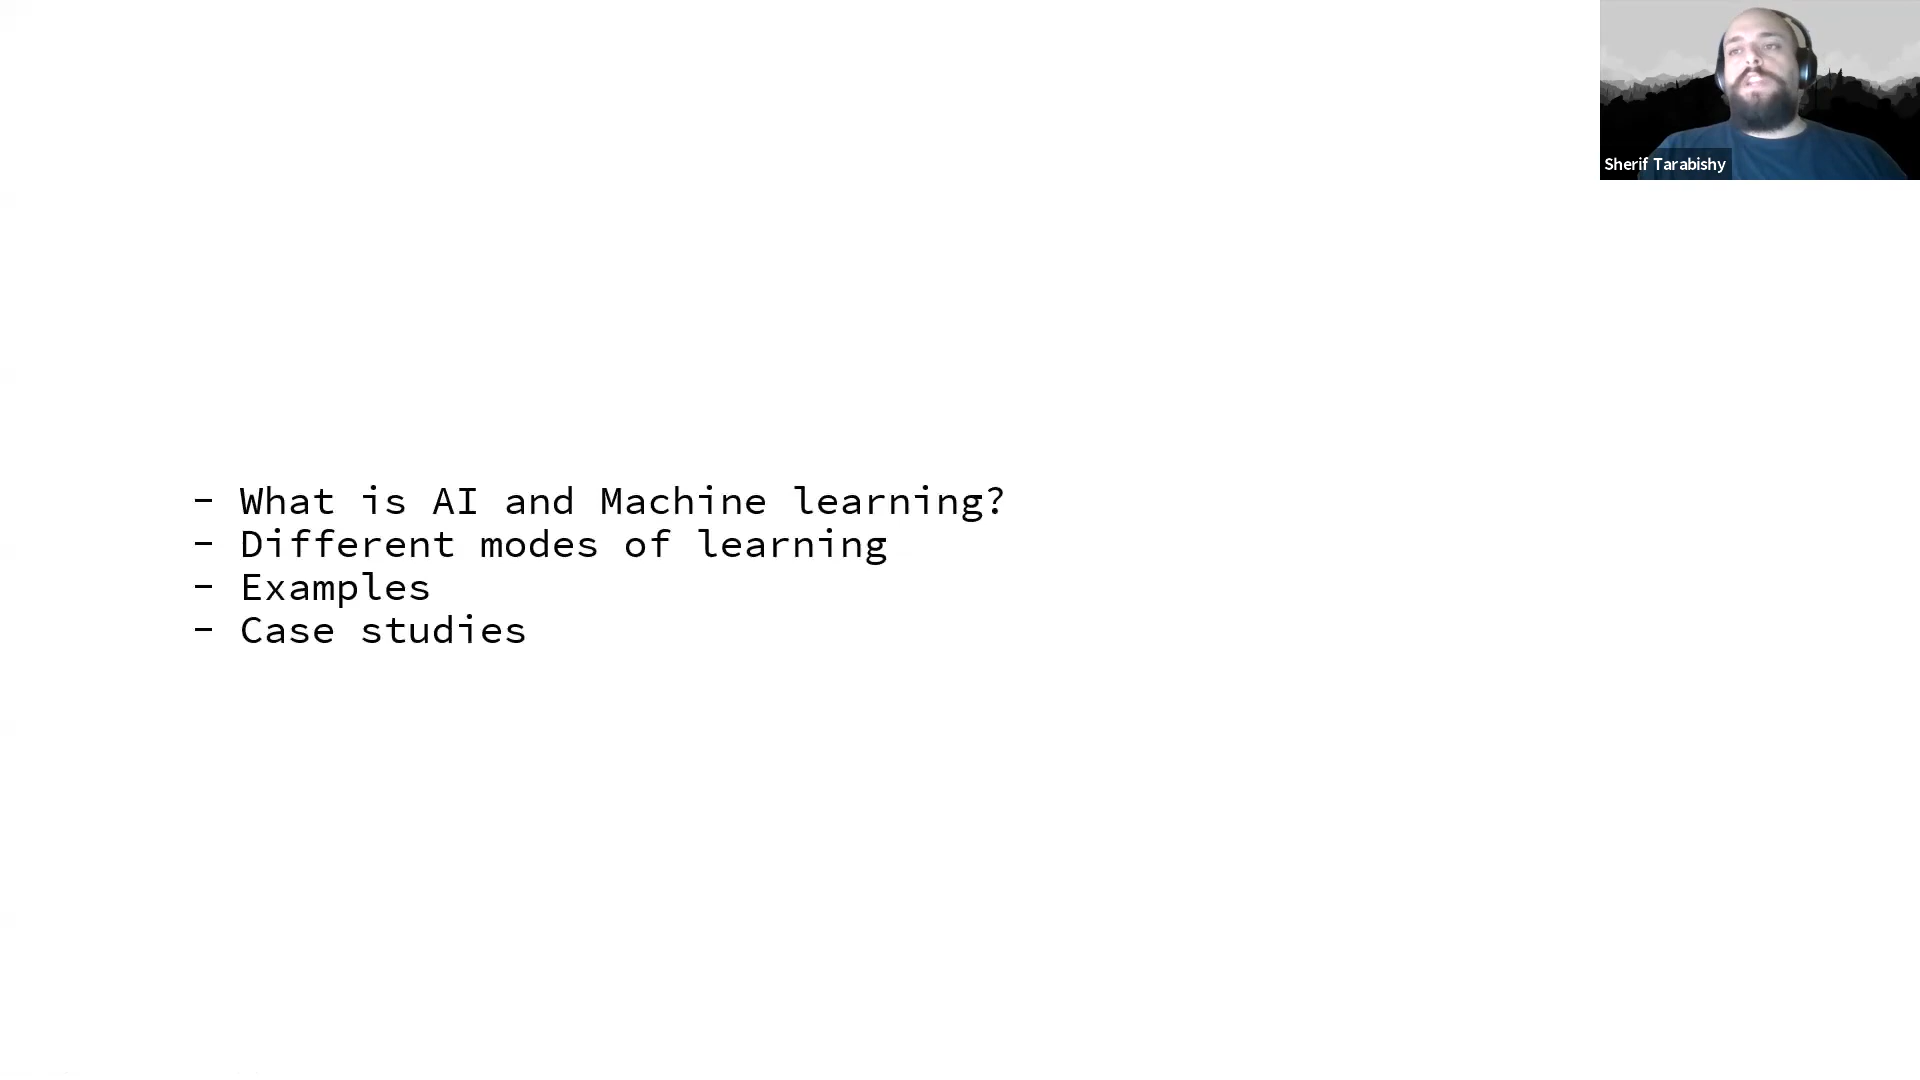 Sherif Tarabishy
- What is AI and Machine learning?
- Different modes of learning
- Examples
- Case studies